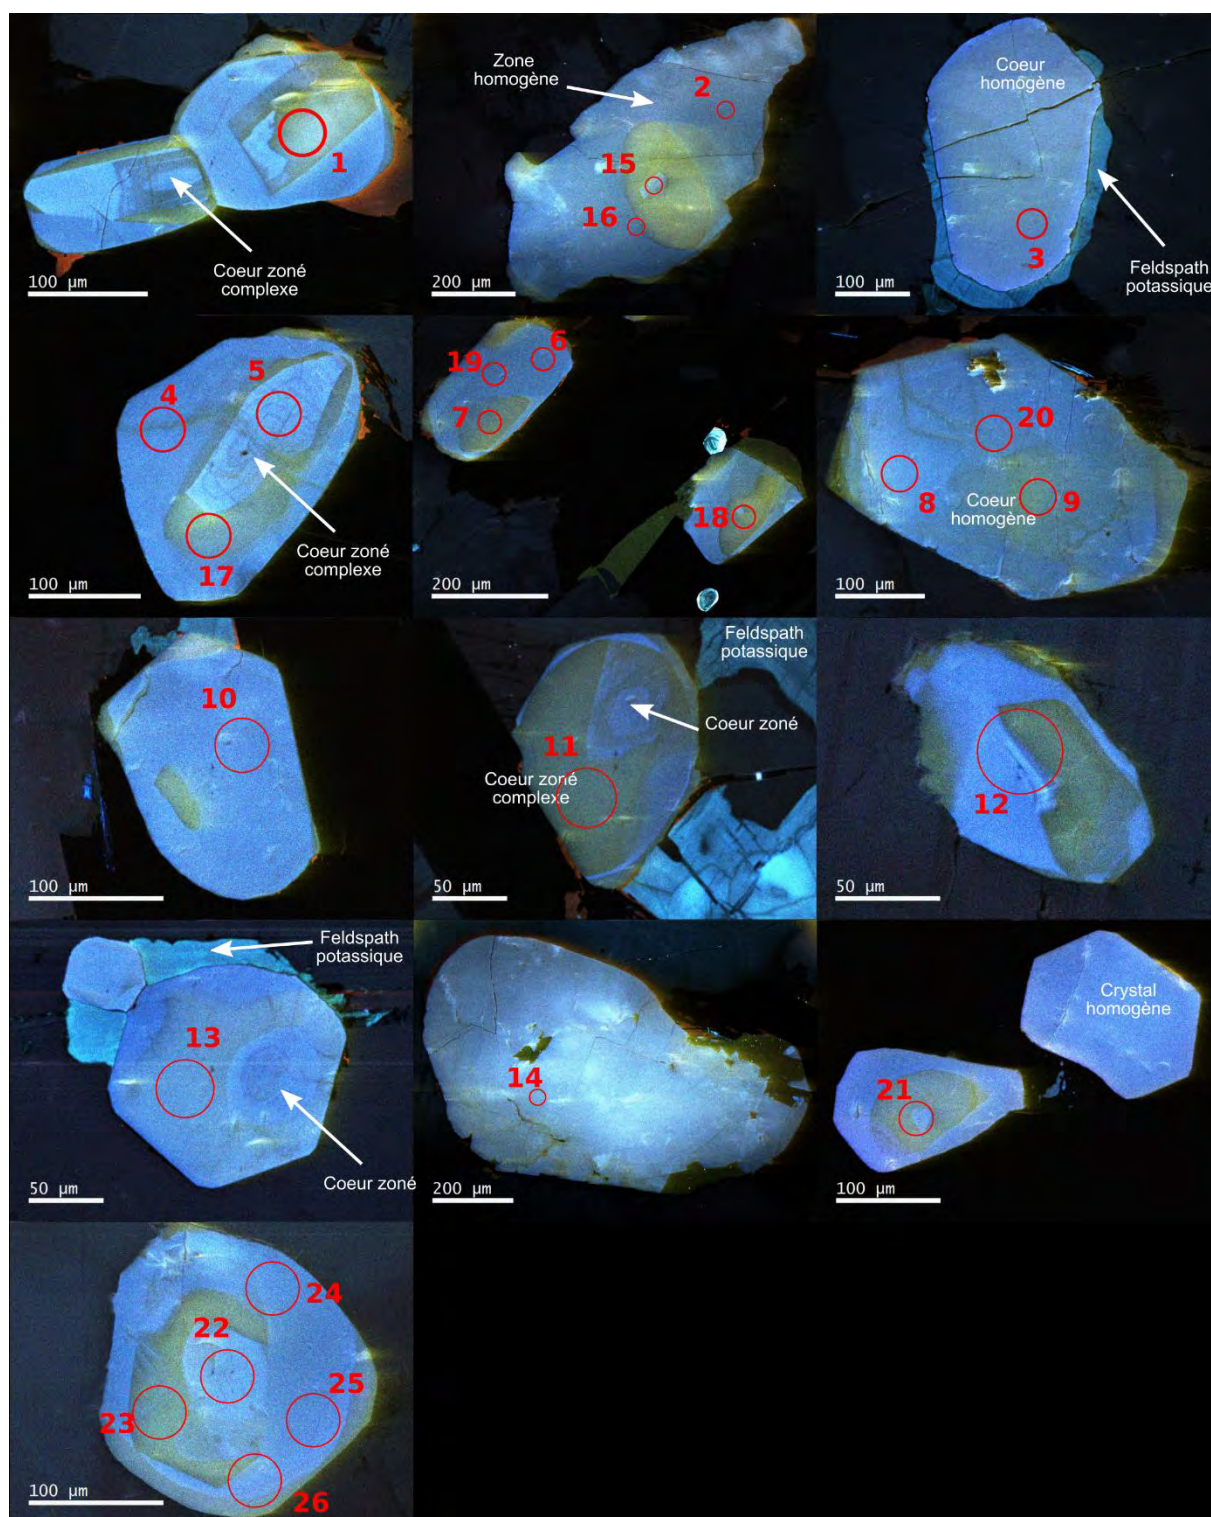 1
Coeur zoné
complexe
100 µm
Zone
homogène
2
15
16
200 µm
Coeur
homogène
3
Feldspath
potassique
100 µm
4
5
17
Coeur zoné
complexe
100 µm
6
19
7
18
200 µm
20
8
9
Coeur
homogène
100 µm
10
100 µm
Feldspath
potassique
Coeur zoné
11
Coeur zoné
complexe
50 µm
12
50 µm
Feldspath
potassique
13
Coeur zoné
50 µm
14
200 µm
Crystal
homogène
21
100 µm
24
22
25
23
26
100 µm